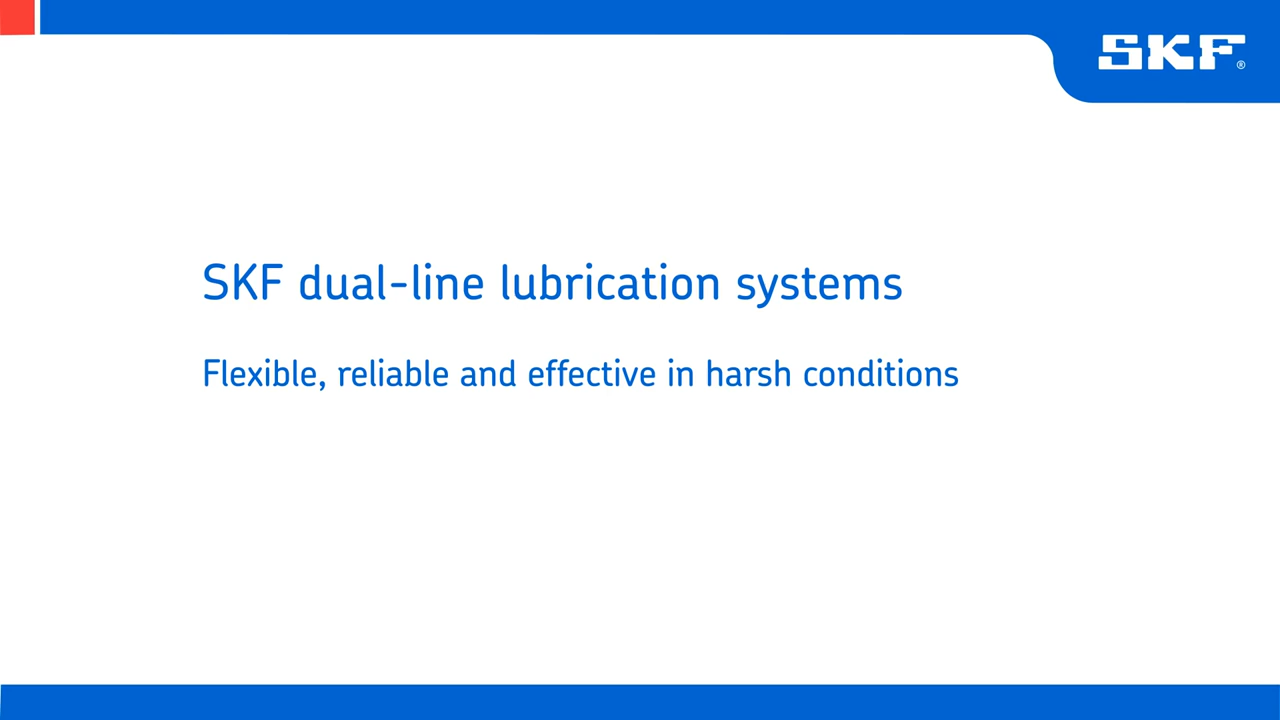 SKF®
SKF dual-line lubrication systems
Flexible, reliable and effective in harsh conditions